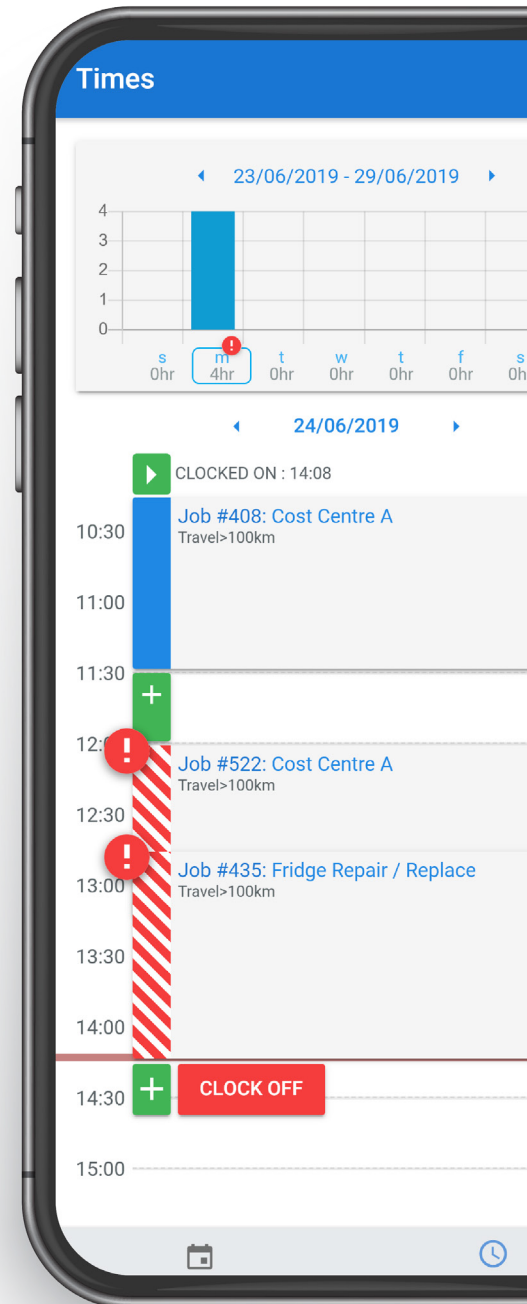 Times
23/06/2019 - 29/06/2019
4
3
2
1
0
s m t w t f s
0hr 4hr 0hr 0hr 0hr 0hr
24/06/2019
CLOCKED ON : 14:08
Job #408: Cost Centre A
10:30
Travel>100km
11:00
11:30
+
!
Job #522: Cost Centre A
Travel>100km
12:30
!
Job #435: Fridge Repair / Replace
13:00
Travel>100km
13:30
14:00
14:30 + CLOCK OFF
15:00